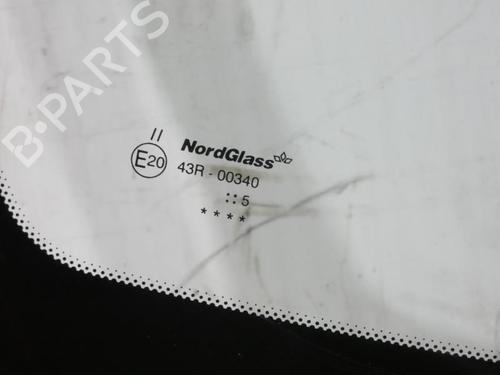 B-PARTS
II
NordGlass
E20
43R - 00340
:: 5
****